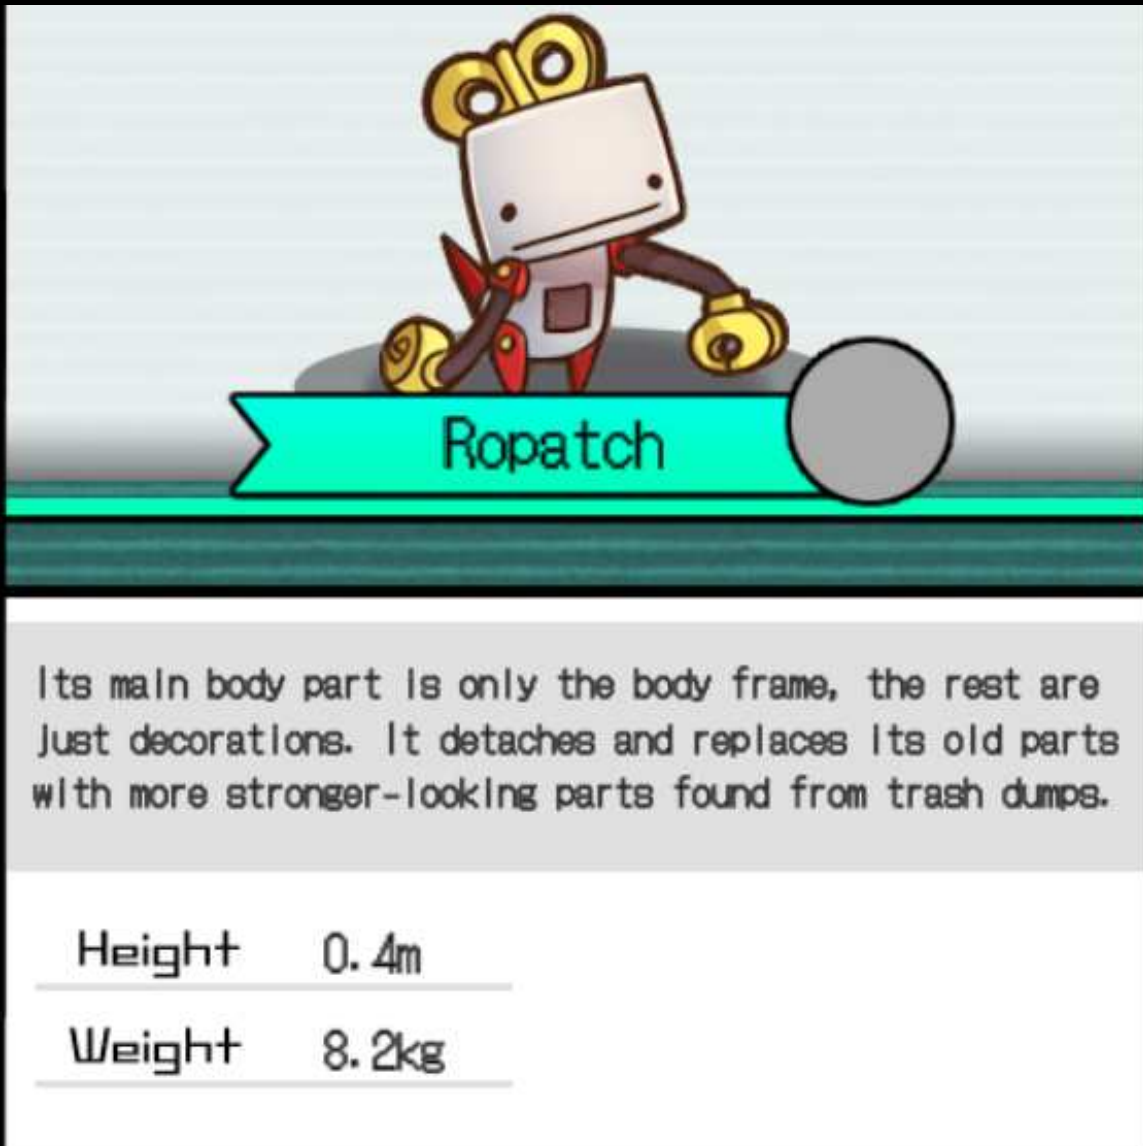 Ropatch
Its main body part is only the body frame, the rest are
just decorations. It detaches and replaces its old parts
with more stronger-looking parts found from trash dumps.
Height 0.4m
Weight 8.2kg